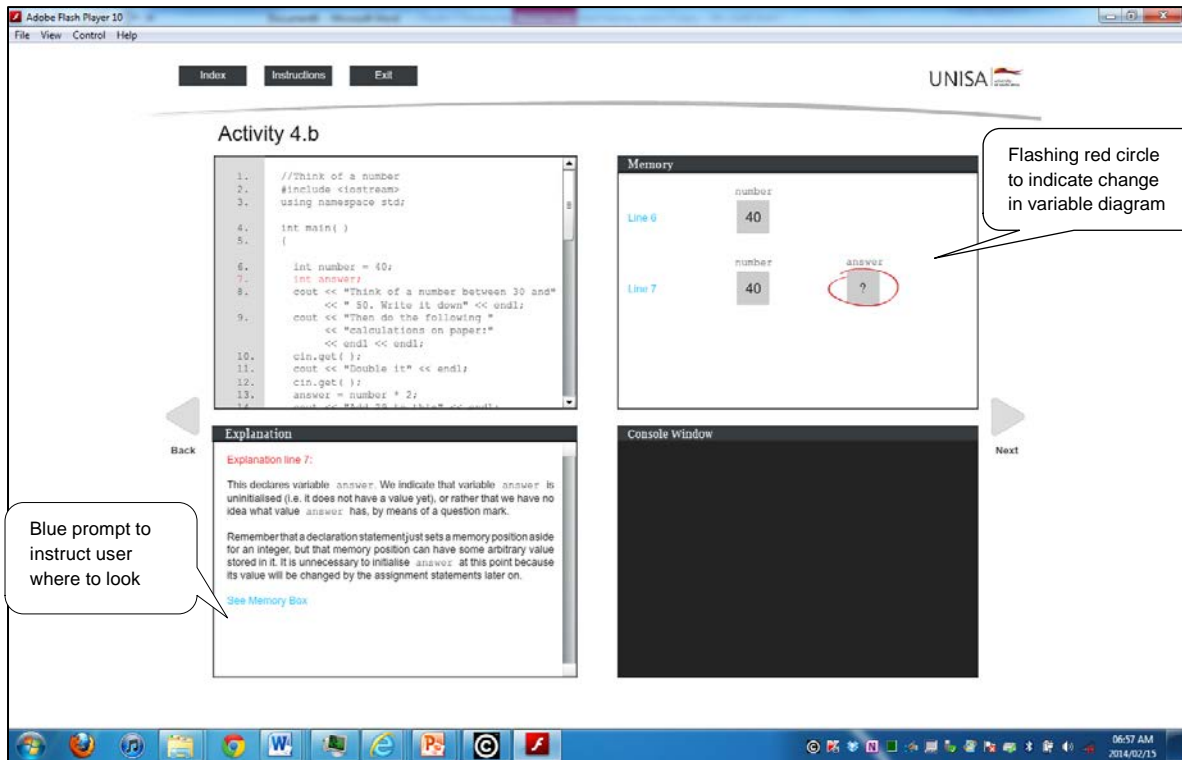 Adobe Flash Player 10
File View Control Help
Index Instructions Exit
UNISA
Activity 4.b
1. //Think of a number
2. #include <iostream>
3. using namespace std;
4. int main( )
5. {
6. int number = 40;
7. int answer;
8. cout << "Think of a number between 30 and"
<< " 50. Write it down" << endl;
9. cout << "Then do the following "
<< "calculations on paper:"
<< endl << endl;
10. cin.get( );
11. cout << "Double it" << endl;
12. cin.get( );
13. answer = number * 2;
14. cout << "Add 29 to this" << endl;
Memory
number
Line 6 40
number answer
Line 7 40 ?
Flashing red circle
to indicate change
in variable diagram
Back
Next
Explanation
Explanation line 7:
This declares variable answer. We indicate that variable answer is
uninitialised (i.e. it does not have a value yet), or rather that we have no
idea what value answer has, by means of a question mark.
Remember that a declaration statement just sets a memory position aside
for an integer, but that memory position can have some arbitrary value
stored in it. It is unnecessary to initialise answer at this point because
its value will be changed by the assignment statements later on.
See Memory Box
Console Window
Blue prompt to
instruct user
where to look
06:57 AM
2014/02/15